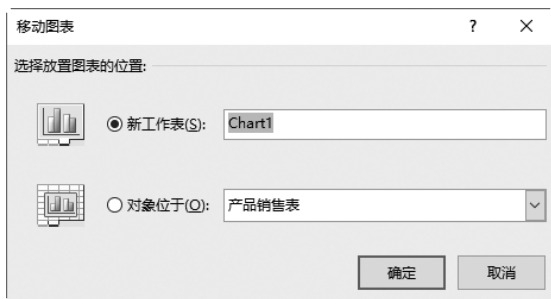 移动图表 ? ×
选择放置图表的位置:
新工作表(S): Chart1
对象位于(O): 产品销售表
确定 取消